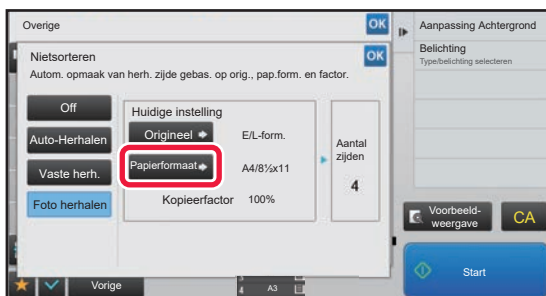 Overige
OK
Nietsorteren
OK
Autom. opmaak van herh. zijde gebas. op orig., pap.form. en factor.
Off
Auto-Herhalen
Vaste herh.
Foto herhalen
Huidige instelling
Origineel
E/L-form.
Papierformaat
A4/8½x11
Kopieerfactor 100%
Aantal
zijden
4
Aanpassing Achtergrond
Belichting
Type/belichting selecteren
Voorbeeld-
weergave
CA
Start
Vorige
4 A3